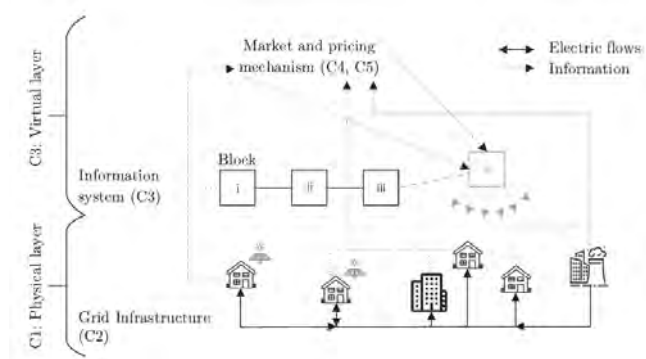 Market and pricing
mechanism (C4, C5)
Electric flows
Information
C3: Virtual layer
Block
i
ii
iii
Information
system (C3)
C1: Physical layer
Grid Infrastructure
(C2)